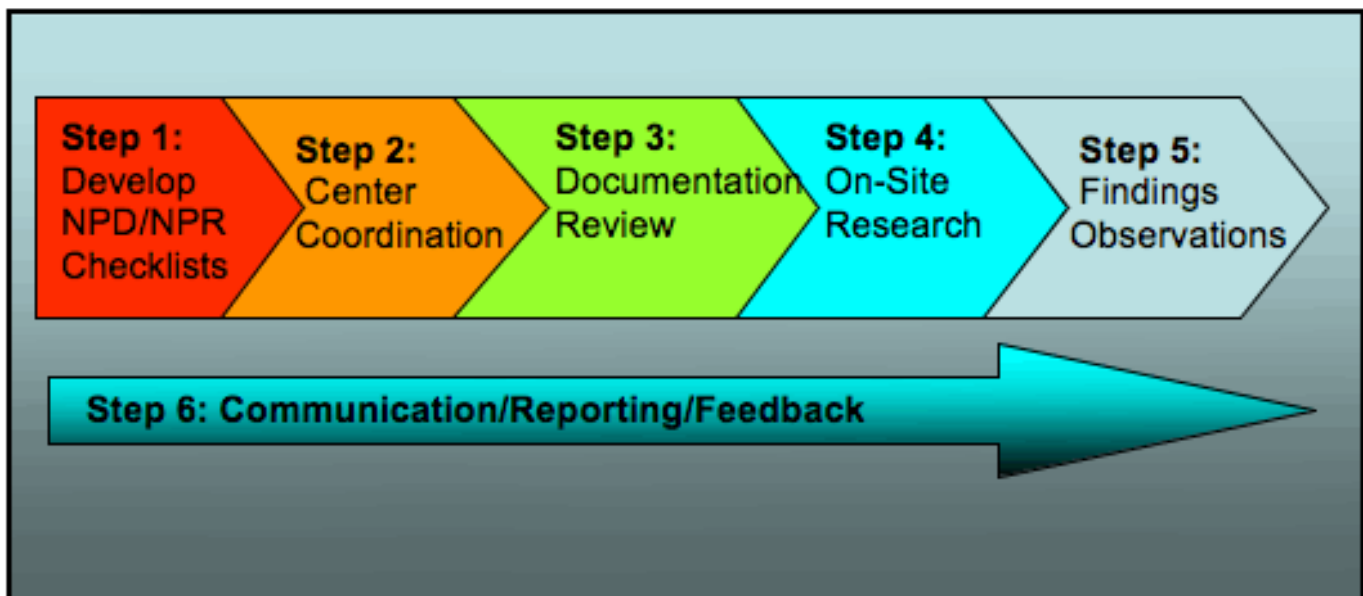 Step 1:
Develop
NPD/NPR
Checklists
Step 2:
Center
Coordination
Step 3:
Documentation
Review
Step 4:
On-Site
Research
Step 5:
Findings
Observations
Step 6: Communication/Reporting/Feedback